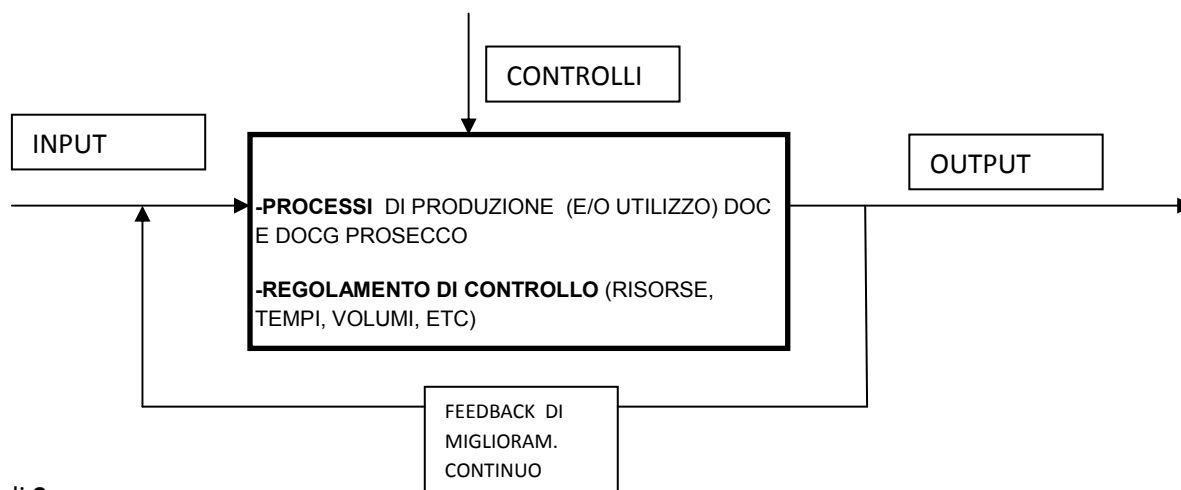 CONTROLLI
INPUT
OUTPUT
-PROCESSI DI PRODUZIONE (E/O UTILIZZO) DOC
E DOCG PROSECCO
-REGOLAMENTO DI CONTROLLO (RISORSE,
TEMPI, VOLUMI, ETC)
FEEDBACK DI
MIGLIORAM.
CONTINUO